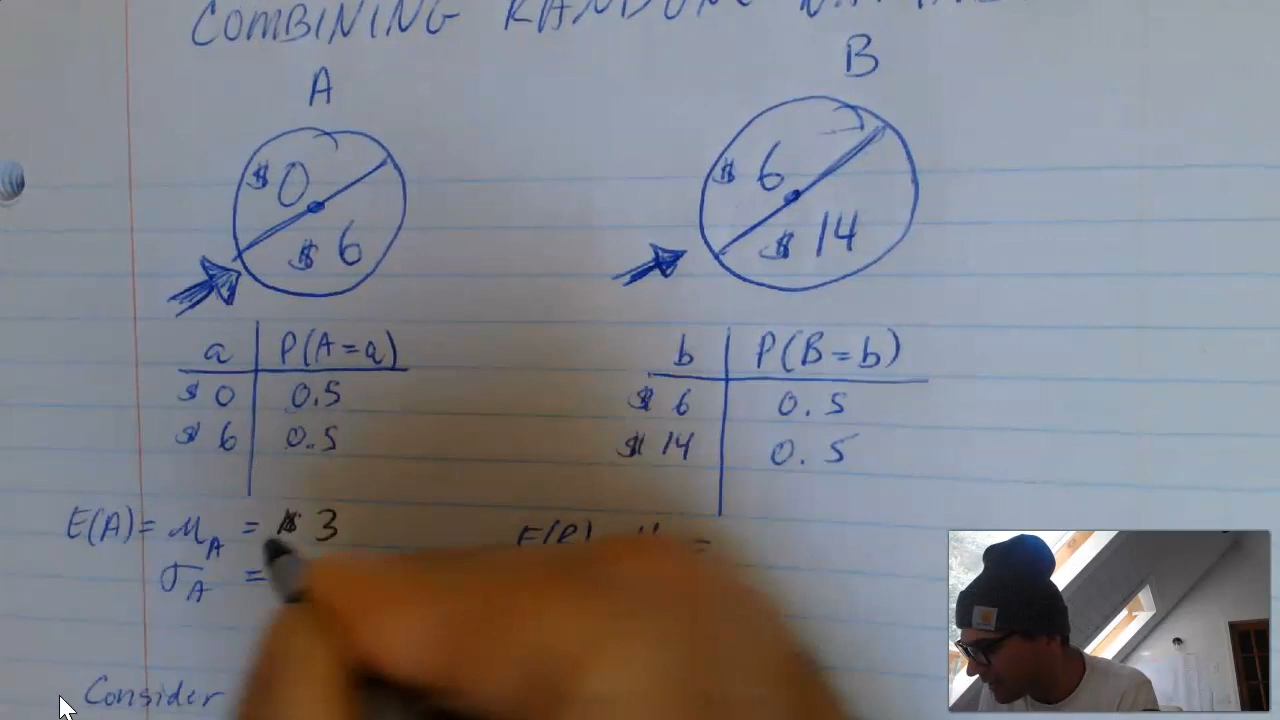 COMBINING
A B
$0 $6
$6 $14
a P(A=a) b P(B=b)
$ 0 0.5 $ 6 0.5
$ 6 0.5 $ 14 0.5
E(A) = μA = $ 3
σA =
Consider